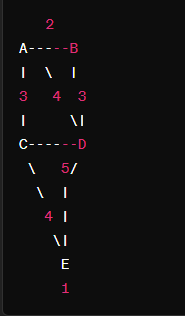 2
A-----B
|  \  |
3   4  3
|     \|
C------D
 \   5/
  \  |
   4 |
    \|
     E
     1